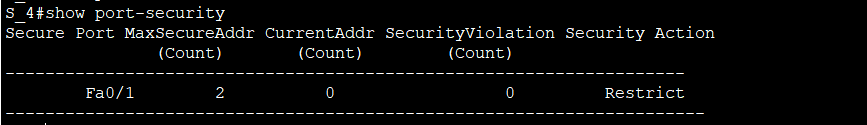 S_4#show port-security
Secure Port MaxSecureAddr CurrentAddr SecurityViolation Security Action
(Count) (Count) (Count)
--------------------------------------------------------------------
Fa0/1 2 0 0 Restrict
----------------------------------------------------------------------